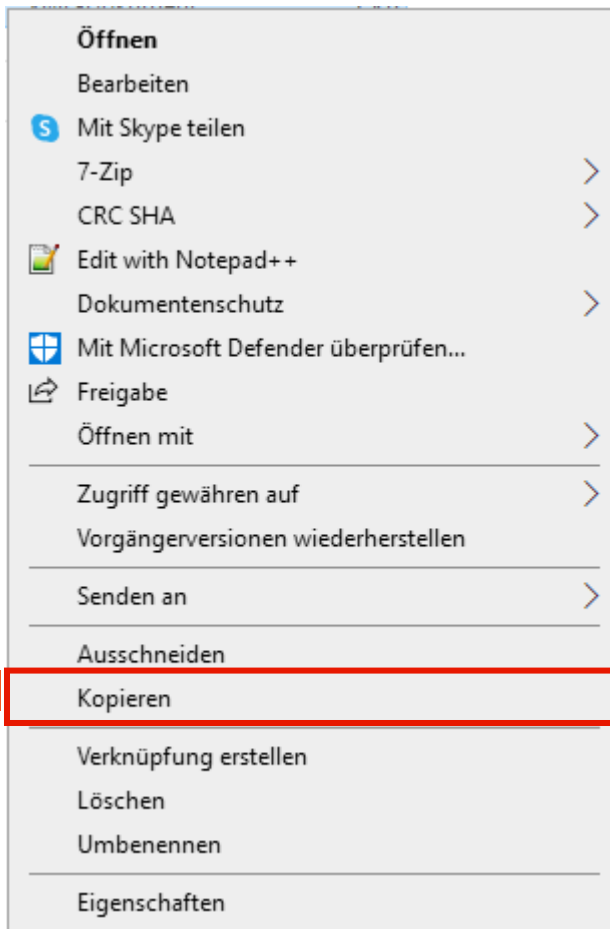 Öffnen
Bearbeiten
Mit Skype teilen
7-Zip
CRC SHA
Edit with Notepad++
Dokumentenschutz
Mit Microsoft Defender überprüfen...
Freigabe
Öffnen mit
Zugriff gewähren auf
Vorgängerversionen wiederherstellen
Senden an
Ausschneiden
Kopieren
Verknüpfung erstellen
Löschen
Umbenennen
Eigenschaften